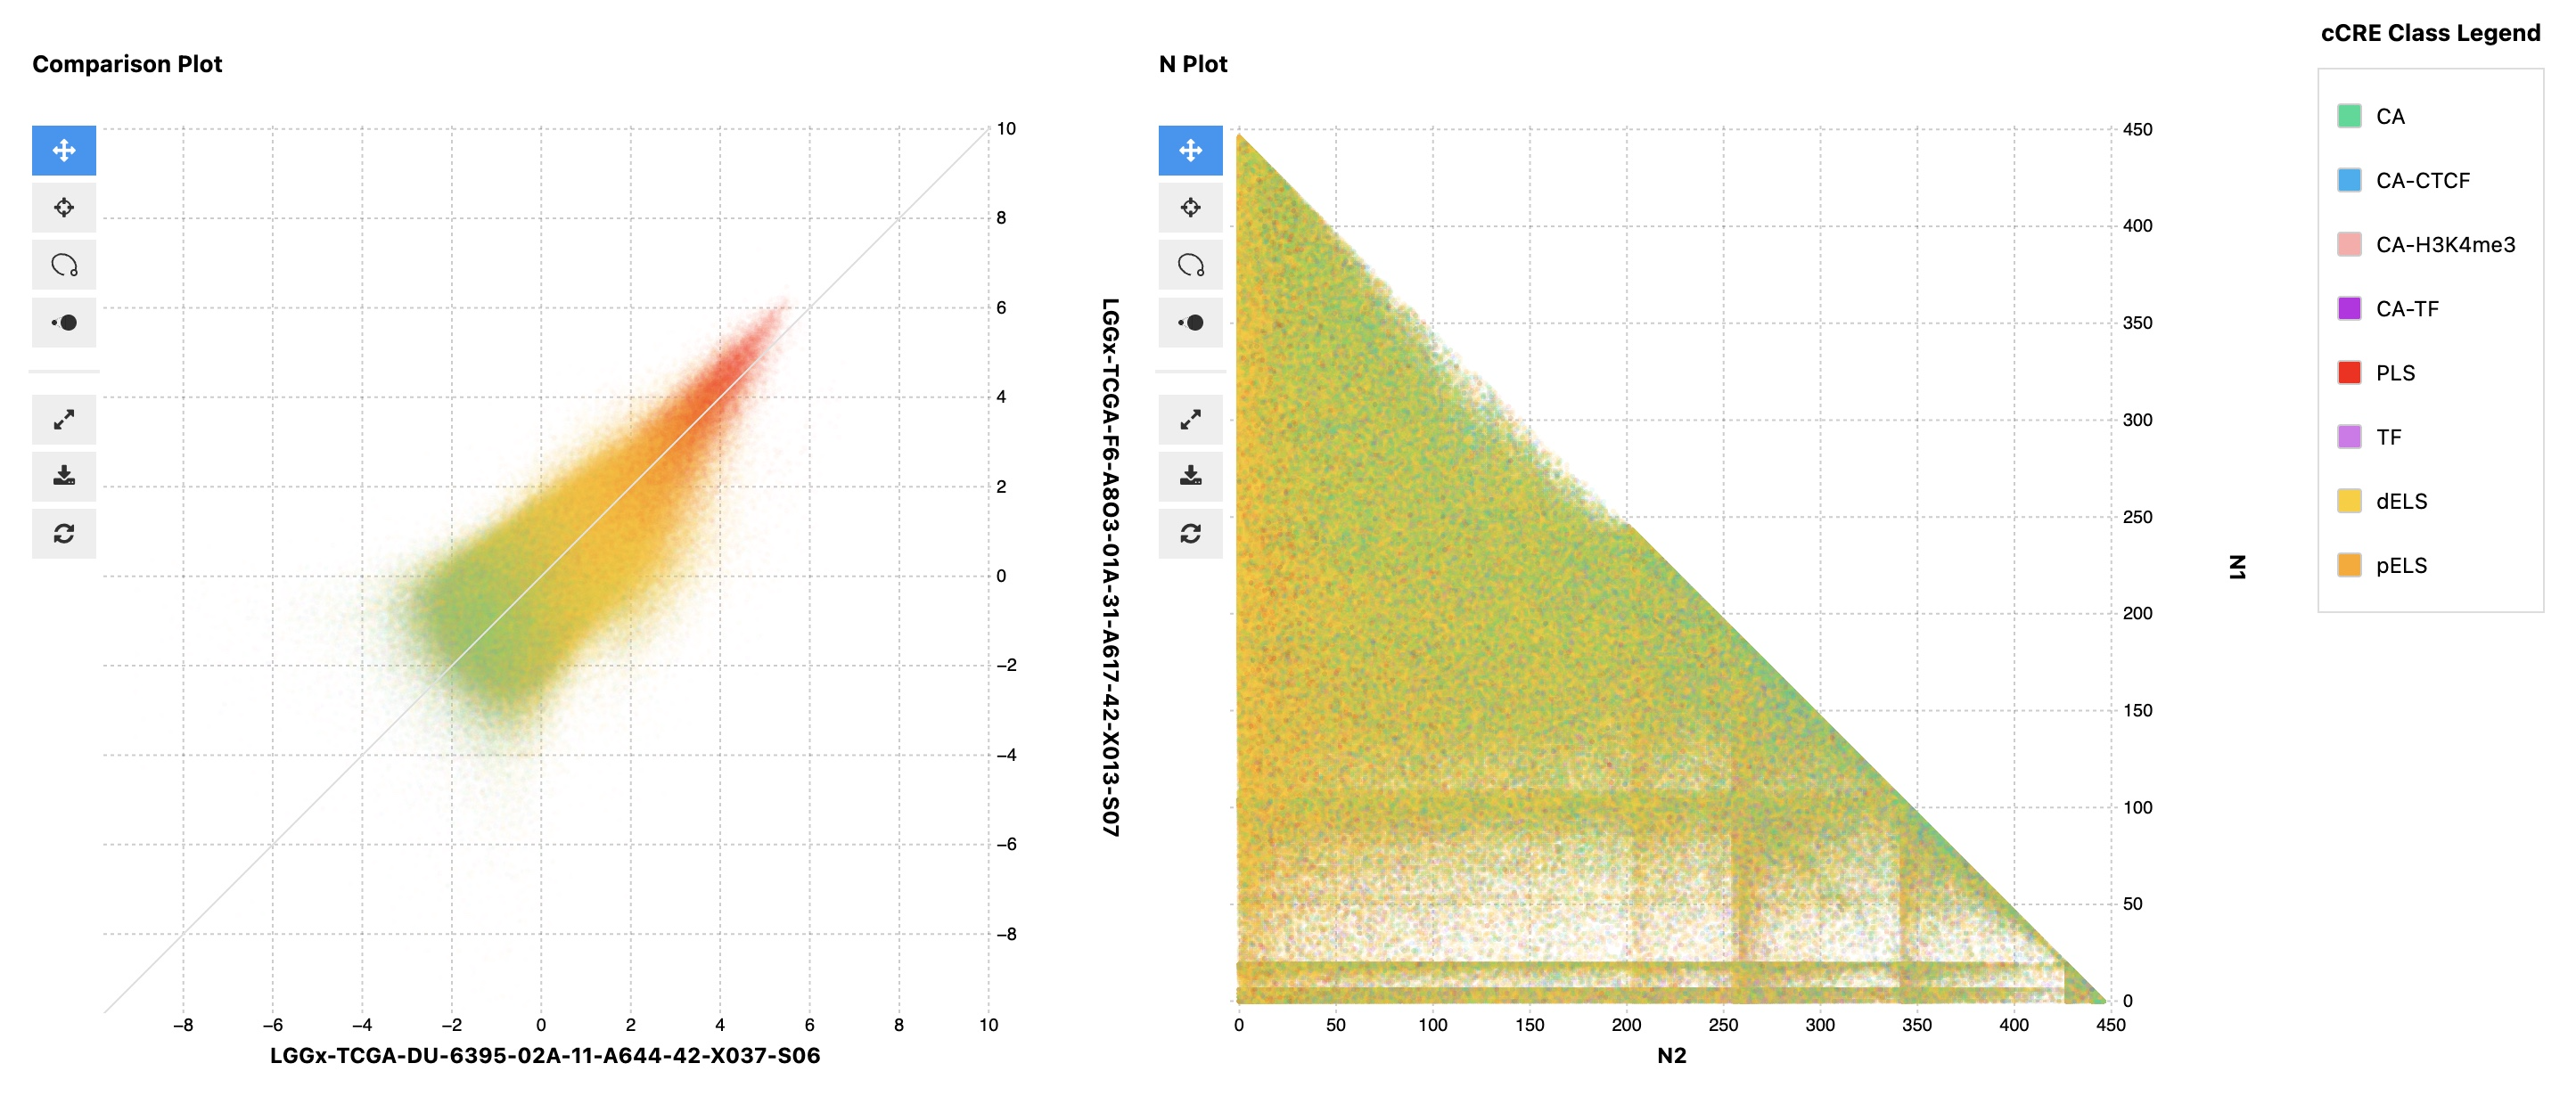 Comparison Plot
10
8
6
4
2
0
−2
−4
−6
−8
−8 −6 −4 −2 0 2 4 6 8 10
LGGx-TCGA-DU-6395-02A-11-A644-42-X037-S06
LGGx-TCGA-F6-A8O3-01A-31-A617-42-X013-S07
N Plot
450
400
350
300
250
200
150
100
50
0
0 50 100 150 200 250 300 350 400 450
N2
N1
cCRE Class Legend
CA
CA-CTCF
CA-H3K4me3
CA-TF
PLS
TF
dELS
pELS